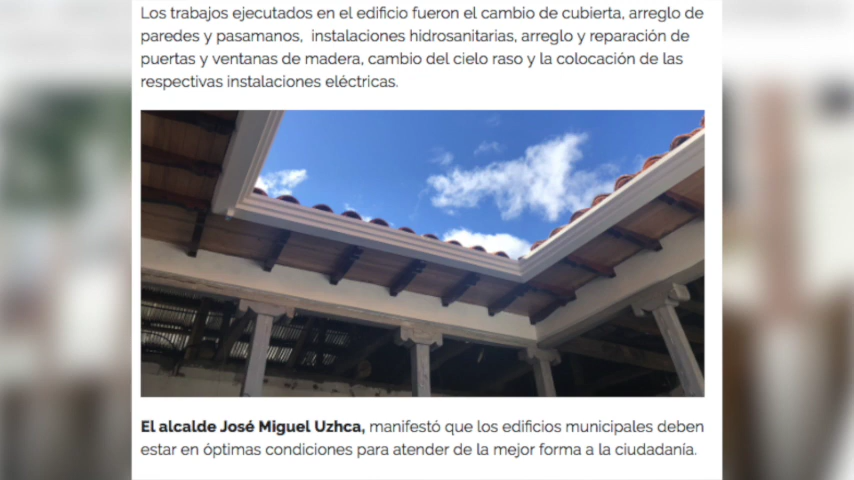 Los trabajos ejecutados en el edificio fueron el cambio de cubierta, arreglo de
paredes y pasamanos, instalaciones hidrosanitarias, arreglo y reparación de
puertas y ventanas de madera, cambio del cielo raso y la colocación de las
respectivas instalaciones eléctricas.
El alcalde José Miguel Uzhca, manifestó que los edificios municipales deben
estar en óptimas condiciones para atender de la mejor forma a la ciudadanía.